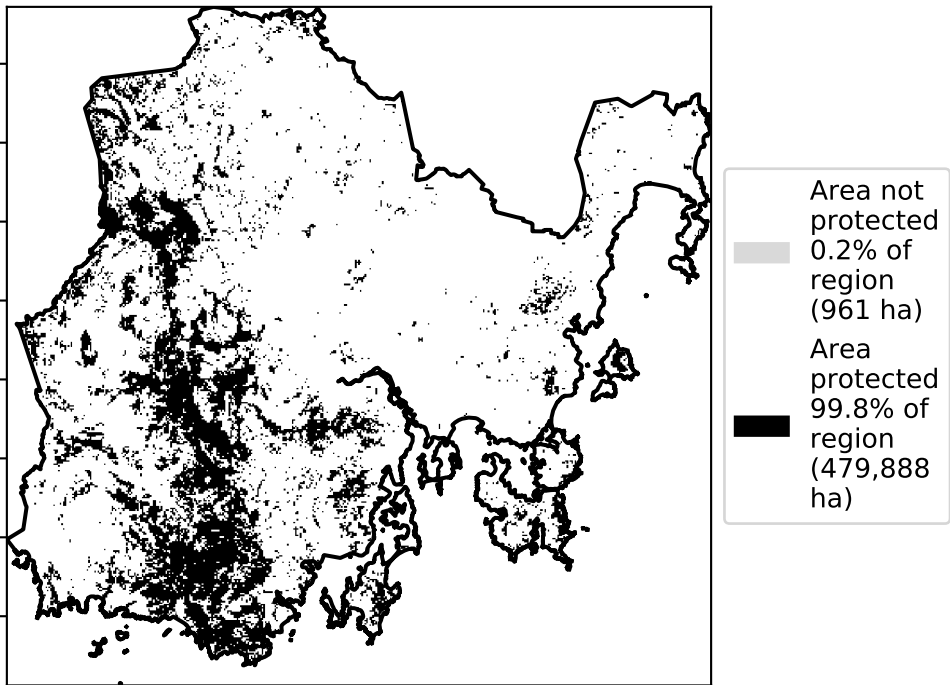 Area not
protected
0.2% of
region
(961 ha)
Area
protected
99.8% of
region
(479,888
ha)